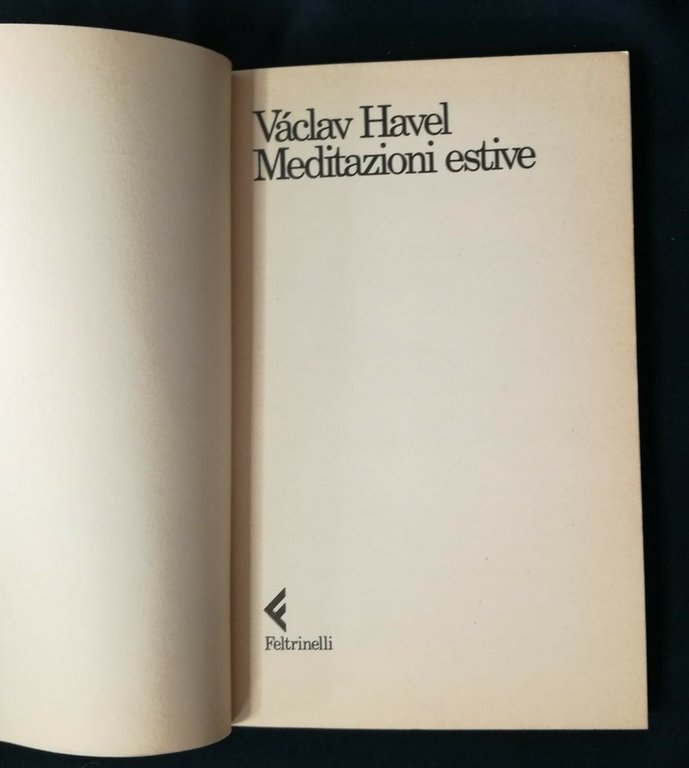 Václav Havel
Meditazioni estive
Feltrinelli